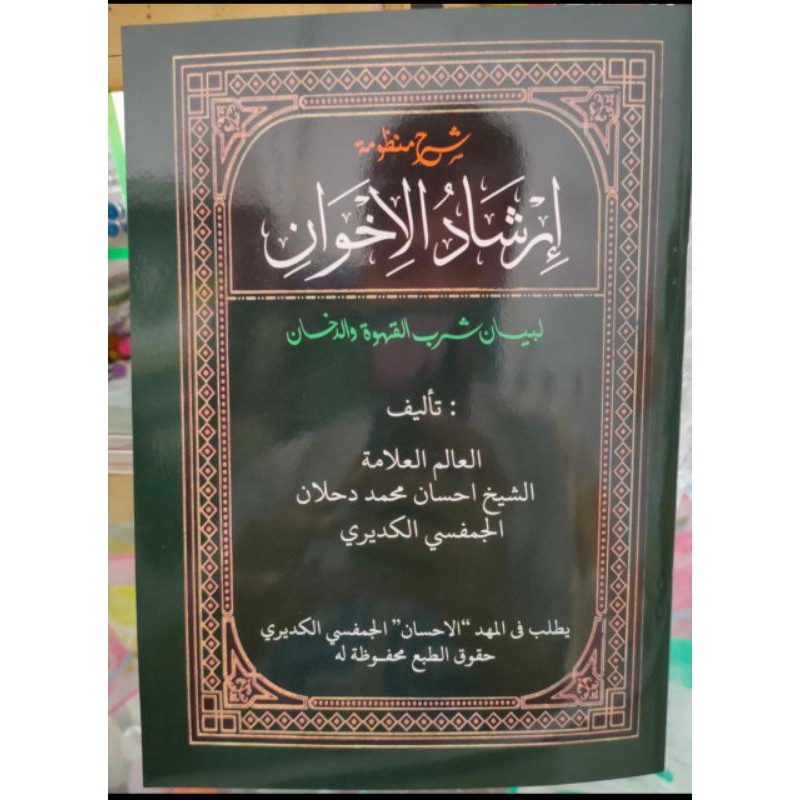 شرح منظومة
إِرْشَادُ الإِخْوَانِ
لبيان شرب القهوة والدخان
تأليف :
العالم العلامة
الشيخ احسان محمد دحلان
الجمفسي الكديري
يطلب فى المهد "الاحسان" الجمفسي الكديري
حقوق الطبع محفوظة له